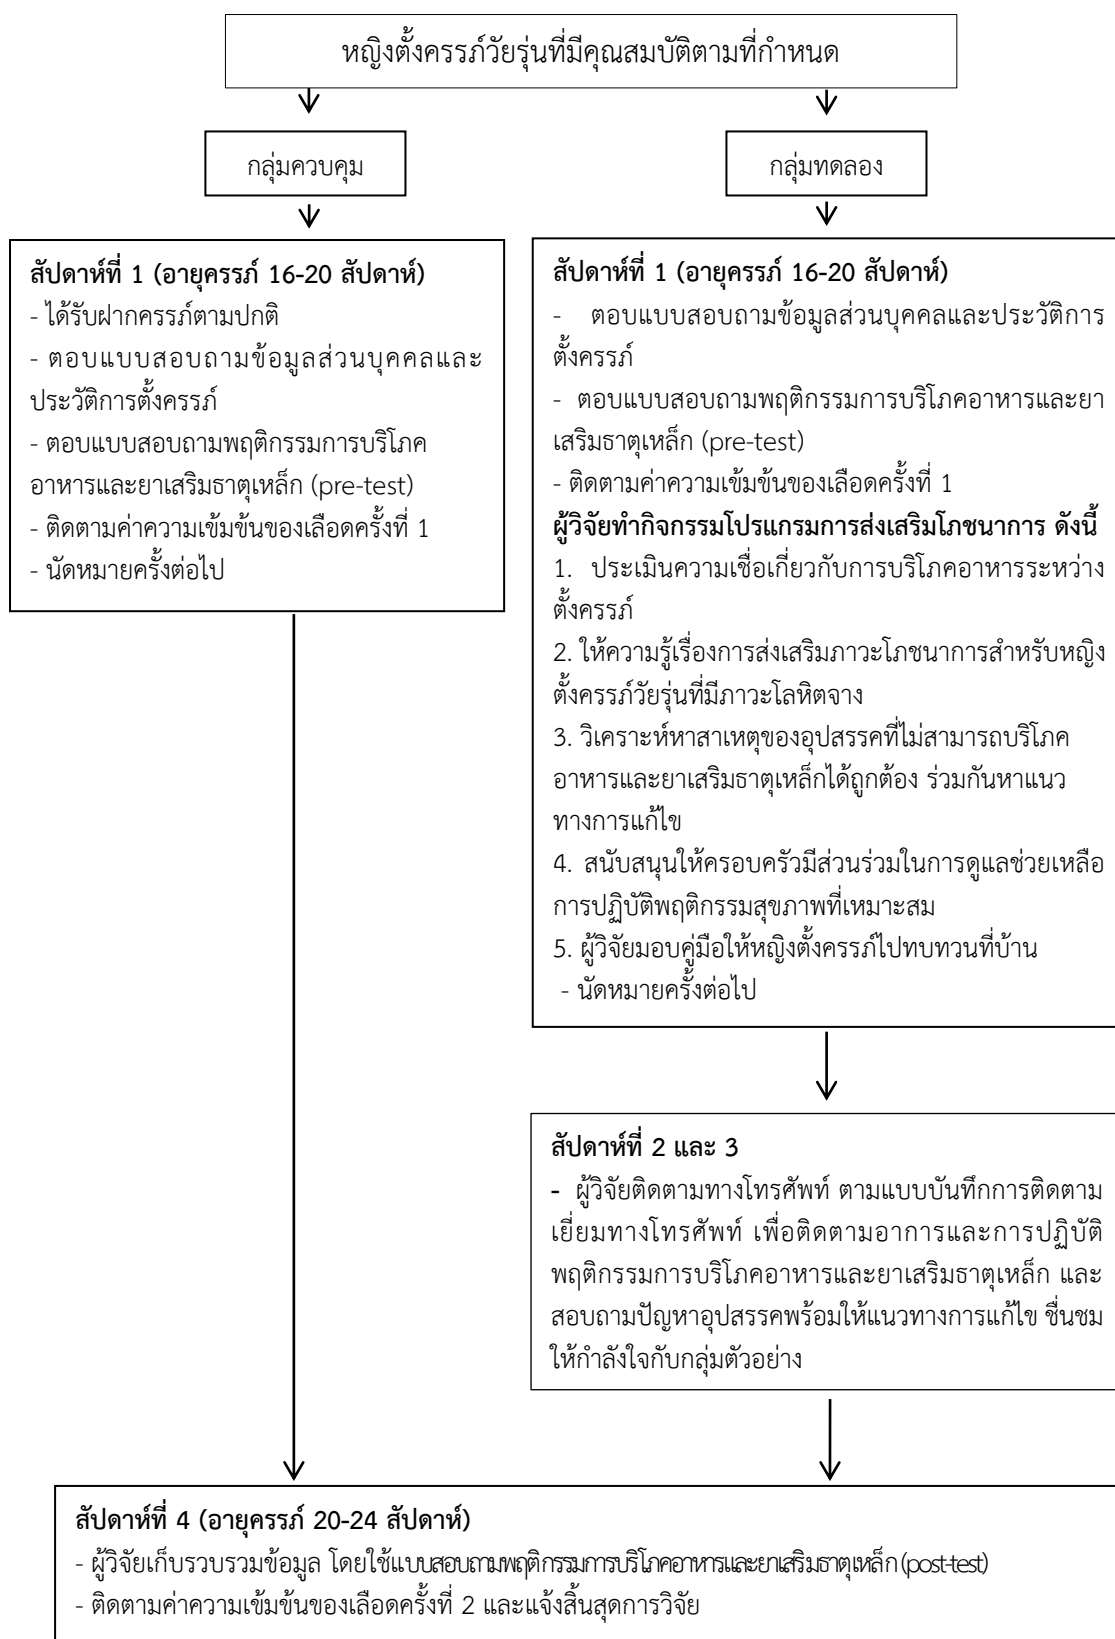 หญิงตั้งครรภ์วัยรุ่นที่มีคุณสมบัติตามที่กำหนด
กลุ่มควบคุม
กลุ่มทดลอง
สัปดาห์ที่ 1 (อายุครรภ์ 16-20 สัปดาห์)
- ได้รับฝากครรภ์ตามปกติ
- ตอบแบบสอบถามข้อมูลส่วนบุคคลและ
ประวัติการตั้งครรภ์
- ตอบแบบสอบถามพฤติกรรมการบริโภค
อาหารและยาเสริมธาตุเหล็ก (pre-test)
- ติดตามค่าความเข้มข้นของเลือดครั้งที่ 1
- นัดหมายครั้งต่อไป
สัปดาห์ที่ 1 (อายุครรภ์ 16-20 สัปดาห์)
- ตอบแบบสอบถามข้อมูลส่วนบุคคลและประวัติการ
ตั้งครรภ์
- ตอบแบบสอบถามพฤติกรรมการบริโภคอาหารและยา
เสริมธาตุเหล็ก (pre-test)
- ติดตามค่าความเข้มข้นของเลือดครั้งที่ 1
ผู้วิจัยทำกิจกรรมโปรแกรมการส่งเสริมโภชนาการ ดังนี้
1. ประเมินความเชื่อเกี่ยวกับการบริโภคอาหารระหว่าง
ตั้งครรภ์
2. ให้ความรู้เรื่องการส่งเสริมภาวะโภชนาการสำหรับหญิง
ตั้งครรภ์วัยรุ่นที่มีภาวะโลหิตจาง
3. วิเคราะห์หาสาเหตุของอุปสรรคที่ไม่สามารถบริโภค
อาหารและยาเสริมธาตุเหล็กได้ถูกต้อง ร่วมกันหาแนว
ทางการแก้ไข
4. สนับสนุนให้ครอบครัวมีส่วนร่วมในการดูแลช่วยเหลือ
การปฏิบัติพฤติกรรมสุขภาพที่เหมาะสม
5. ผู้วิจัยมอบคู่มือให้หญิงตั้งครรภ์ไปทบทวนที่บ้าน
- นัดหมายครั้งต่อไป
สัปดาห์ที่ 2 และ 3
- ผู้วิจัยติดตามทางโทรศัพท์ ตามแบบบันทึกการติดตาม
เยี่ยมทางโทรศัพท์ เพื่อติดตามอาการและการปฏิบัติ
พฤติกรรมการบริโภคอาหารและยาเสริมธาตุเหล็ก และ
สอบถามปัญหาอุปสรรคพร้อมให้แนวทางการแก้ไข ชื่นชม
ให้กำลังใจกับกลุ่มตัวอย่าง
สัปดาห์ที่ 4 (อายุครรภ์ 20-24 สัปดาห์)
- ผู้วิจัยเก็บรวบรวมข้อมูล โดยใช้แบบสอบถามพฤติกรรมการบริโภคอาหารและยาเสริมธาตุเหล็ก (post-test)
- ติดตามค่าความเข้มข้นของเลือดครั้งที่ 2 และแจ้งสิ้นสุดการวิจัย